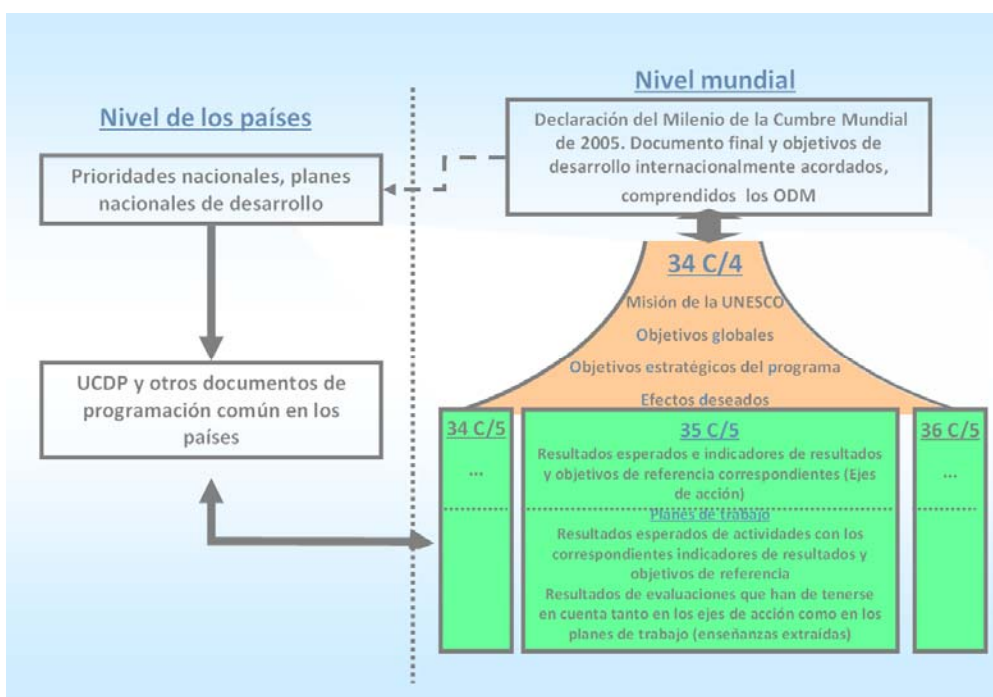 Nivel de los países
Prioridades nacionales, planes
nacionales de desarrollo
UCDP y otros documentos de
programación común en los
países
Nivel mundial
Declaración del Milenio de la Cumbre Mundial
de 2005. Documento final y objetivos de
desarrollo internacionalmente acordados,
comprendidos los ODM
34 C/4
Misión de la UNESCO
Objetivos globales
Objetivos estratégicos del programa
Efectos deseados
34 C/5
...
35 C/5
Resultados esperados e indicadores de resultados
y objetivos de referencia correspondientes (Ejes
de acción)
Planes de trabajo
Resultados esperados de actividades con los
correspondientes indicadores de resultados y
objetivos de referencia
Resultados de evaluaciones que han de tenerse
en cuenta tanto en los ejes de acción como en los
planes de trabajo (enseñanzas extraídas)
36 C/5
...